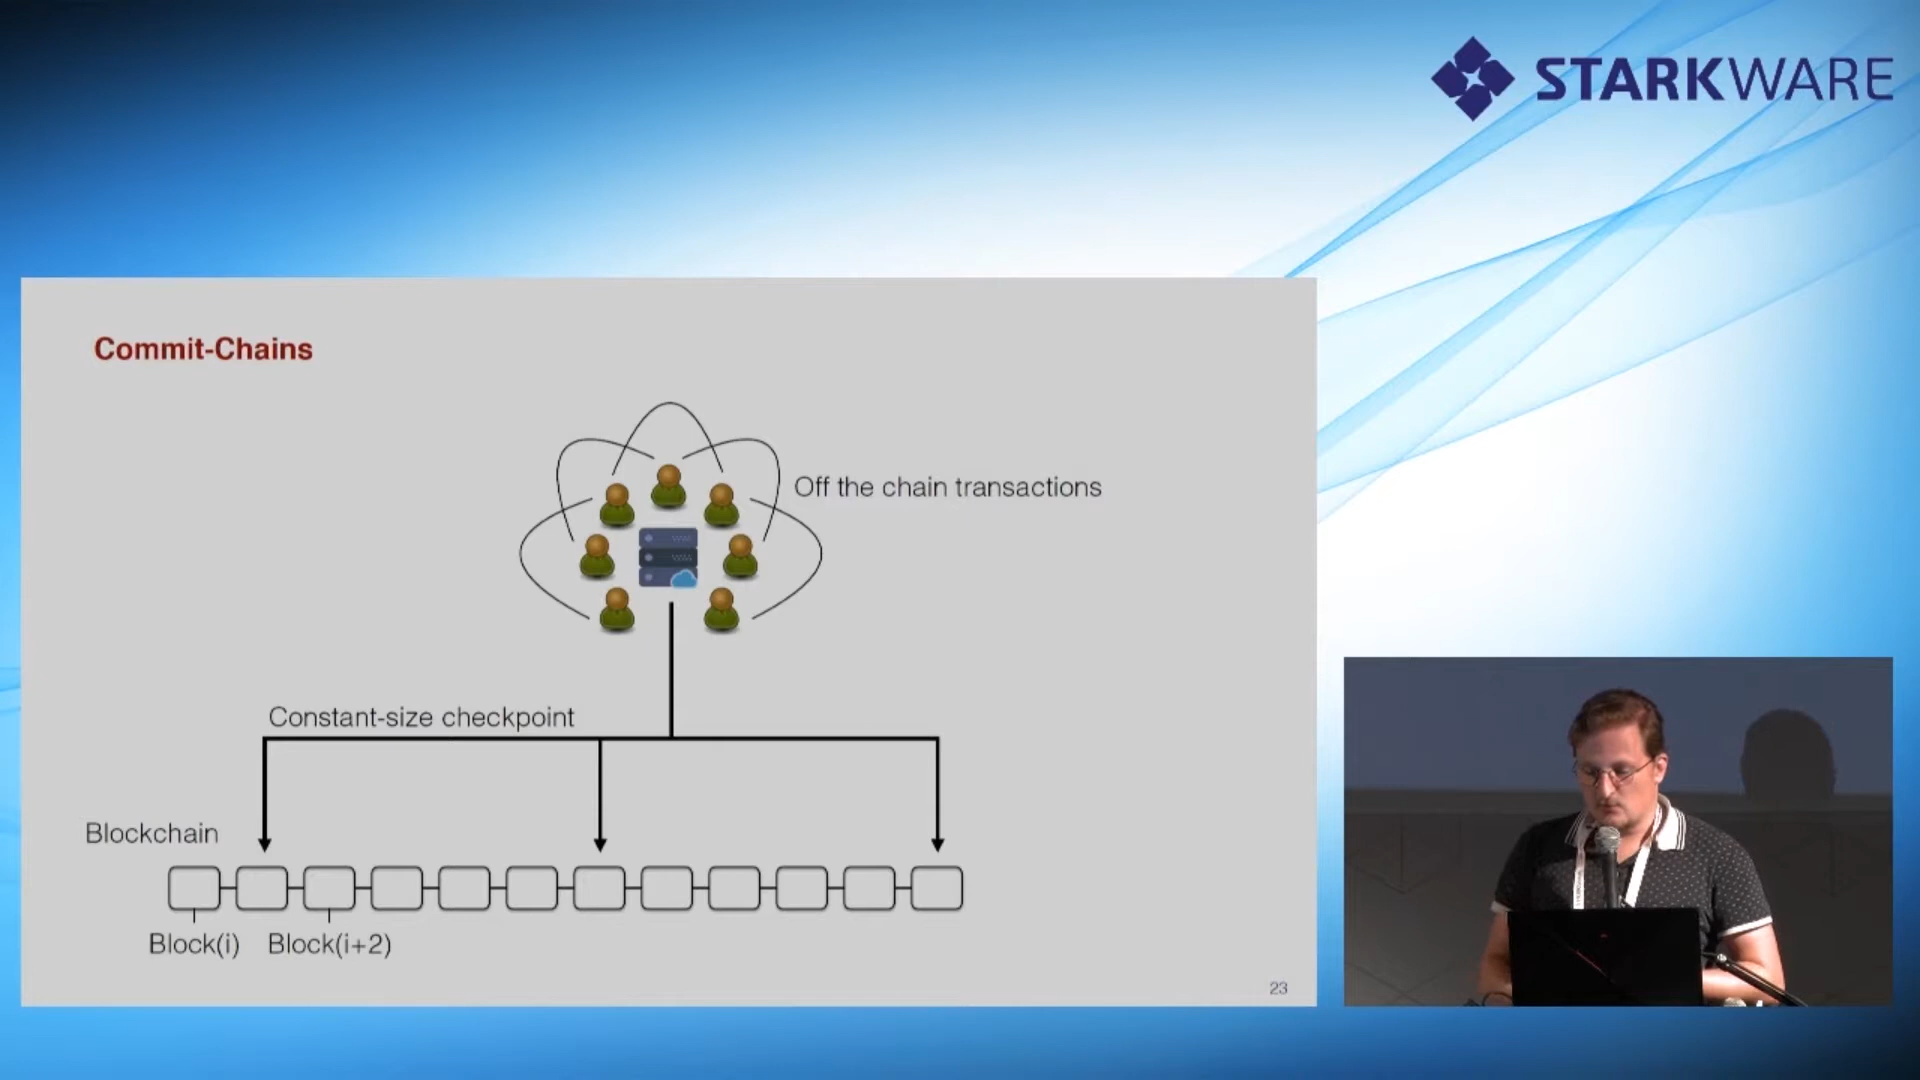 STARKWARE
Commit-Chains
Off the chain transactions
Constant-size checkpoint
Blockchain
Block(i)
Block(i+2)
23